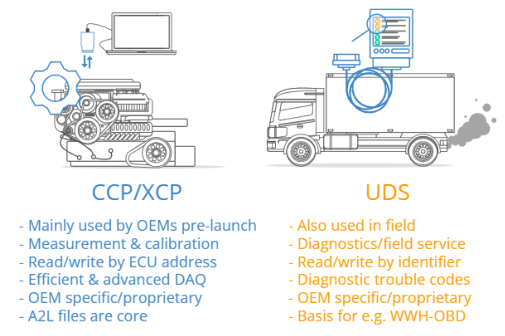 CCP/XCP
- Mainly used by OEMs pre-launch
- Measurement & calibration
- Read/write by ECU address
- Efficient & advanced DAQ
- OEM specific/proprietary
- A2L files are core
UDS
- Also used in field
- Diagnostics/field service
- Read/write by identifier
- Diagnostic trouble codes
- OEM specific/proprietary
- Basis for e.g. WWH-OBD